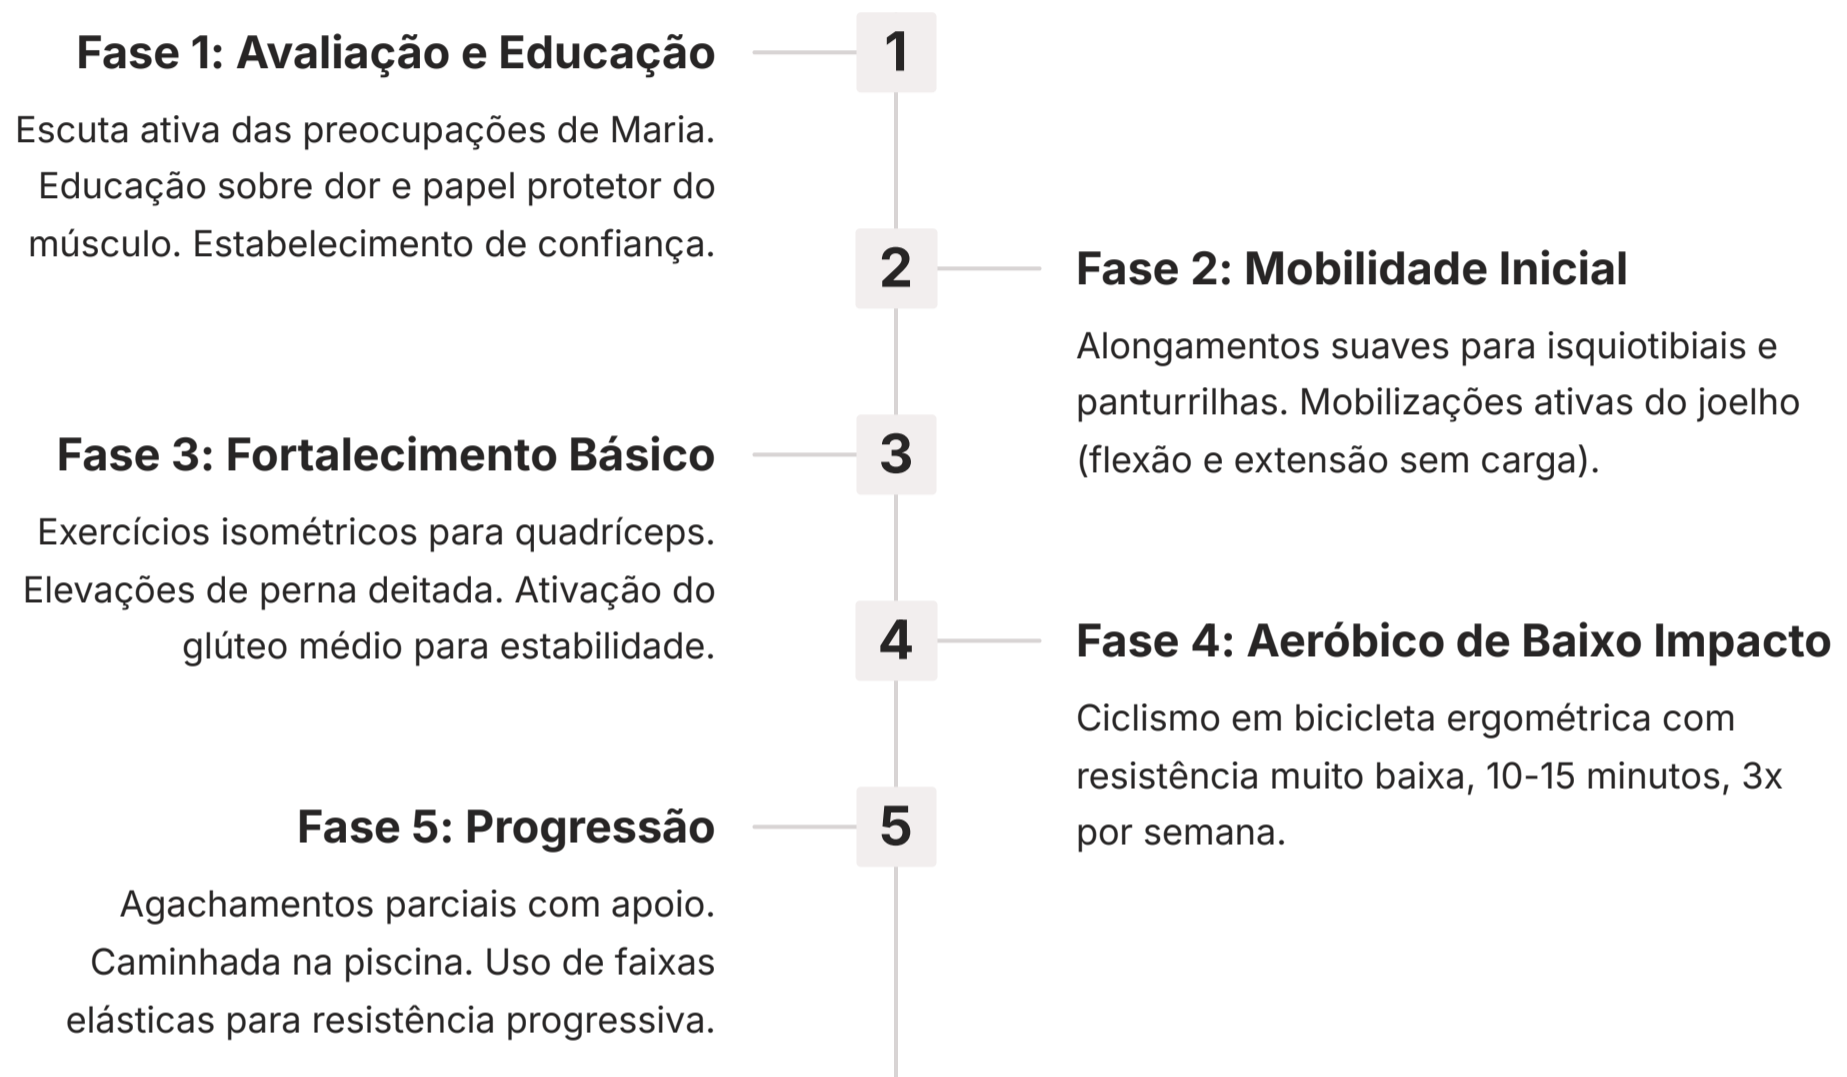 1
Fase 1: Avaliação e Educação
Escuta ativa das preocupações de Maria.
Educação sobre dor e papel protetor do
músculo. Estabelecimento de confiança.
2
Fase 2: Mobilidade Inicial
Alongamentos suaves para isquiotibiais e
panturrilhas. Mobilizações ativas do joelho
(flexão e extensão sem carga).
3
Fase 3: Fortalecimento Básico
Exercícios isométricos para quadríceps.
Elevações de perna deitada. Ativação do
glúteo médio para estabilidade.
4
Fase 4: Aeróbico de Baixo Impacto
Ciclismo em bicicleta ergométrica com
resistência muito baixa, 10-15 minutos, 3x
por semana.
5
Fase 5: Progressão
Agachamentos parciais com apoio.
Caminhada na piscina. Uso de faixas
elásticas para resistência progressiva.